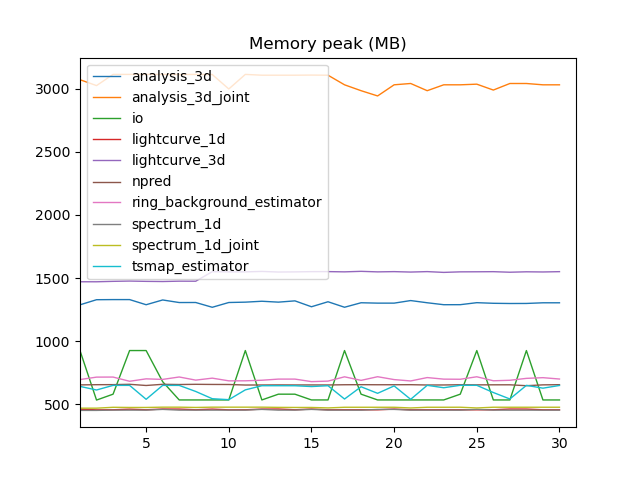 Memory peak (MB)
3000
2500
2000
1500
1000
500
analysis_3d
analysis_3d_joint
io
lightcurve_1d
lightcurve_3d
npred
ring_background_estimator
spectrum_1d
spectrum_1d_joint
tsmap_estimator
5 10 15 20 25 30